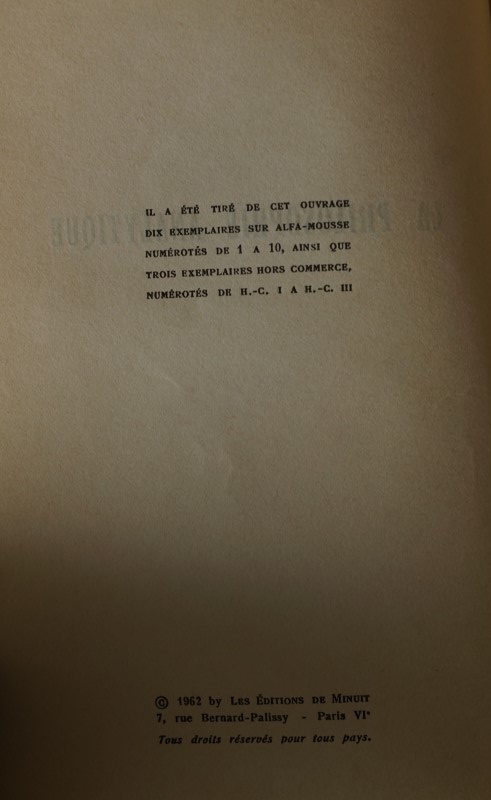 IL A ÉTÉ TIRÉ DE CET OUVRAGE
DIX EXEMPLAIRES SUR ALFA-MOUSSE
NUMÉROTÉS DE 1 A 10, AINSI QUE
TROIS EXEMPLAIRES HORS COMMERCE,
NUMÉROTÉS DE H.-C. I A H.-C. III
© 1962 by LES ÉDITIONS DE MINUIT
7, rue Bernard-Palissy - Paris VIe
Tous droits réservés pour tous pays.